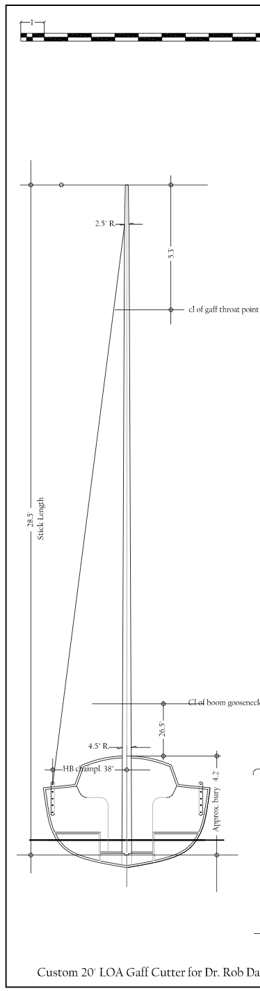 1
2.5' R
5.3'
cl of gaff throat point
28.5'
Stick Length
Cl of boom gooseneck
26.5'
4.5' R
HB chainpl. 38'
Approx. bury 4.2'
Custom 20' LOA Gaff Cutter for Dr. Rob Da